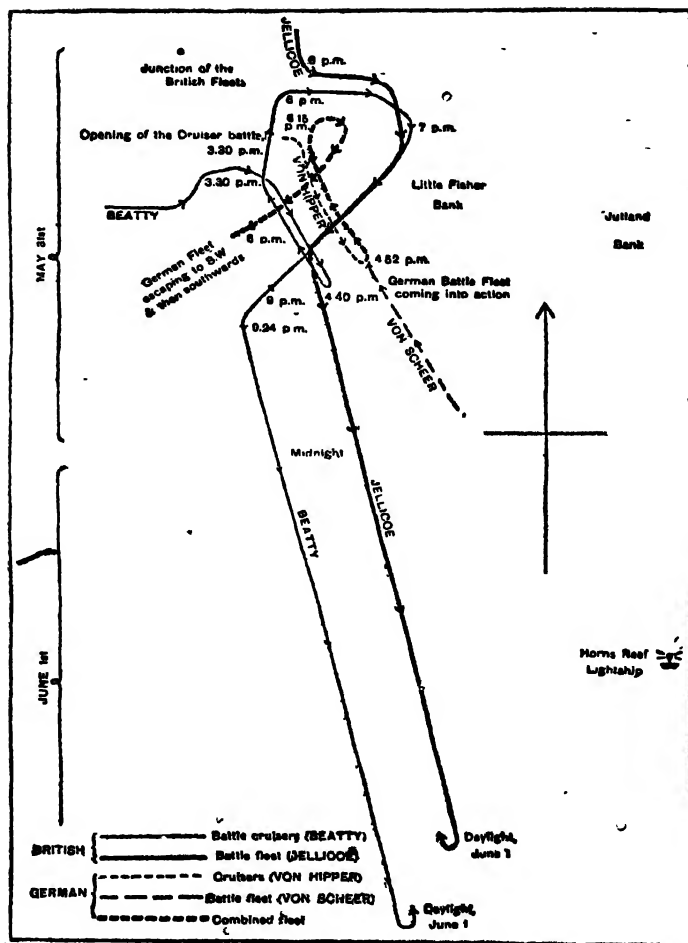 JELLICOE
6 p.m.
Junction of the
British Fleets
6 p.m.
6.15
p.m.
7 p.m.
Opening of the Cruiser battle,
3.30 p.m.
3.30 p.m.
VON HIPPER
BEATTY
Little Fisher
Bank
Jutland
Bank
MAY 31st
6 p.m.
German Fleet
escaping to S.W
& then southwards
4 52 p.m.
German Battle Fleet
coming into action
9 p.m.
4 40 p.m
9.24 p m.
VON SCHEER
Midnight
BEATTY
JELLICOE
JUNE 1st
Horns Reef
Lightship
Daylight,
June 1
Daylight,
June 1
BRITISH
Battle cruisers (BEATTY)
Battle fleet (JELLICOE)
GERMAN
Cruisers (VON HIPPER)
Battle fleet (VON SCHEER)
Combined fleet